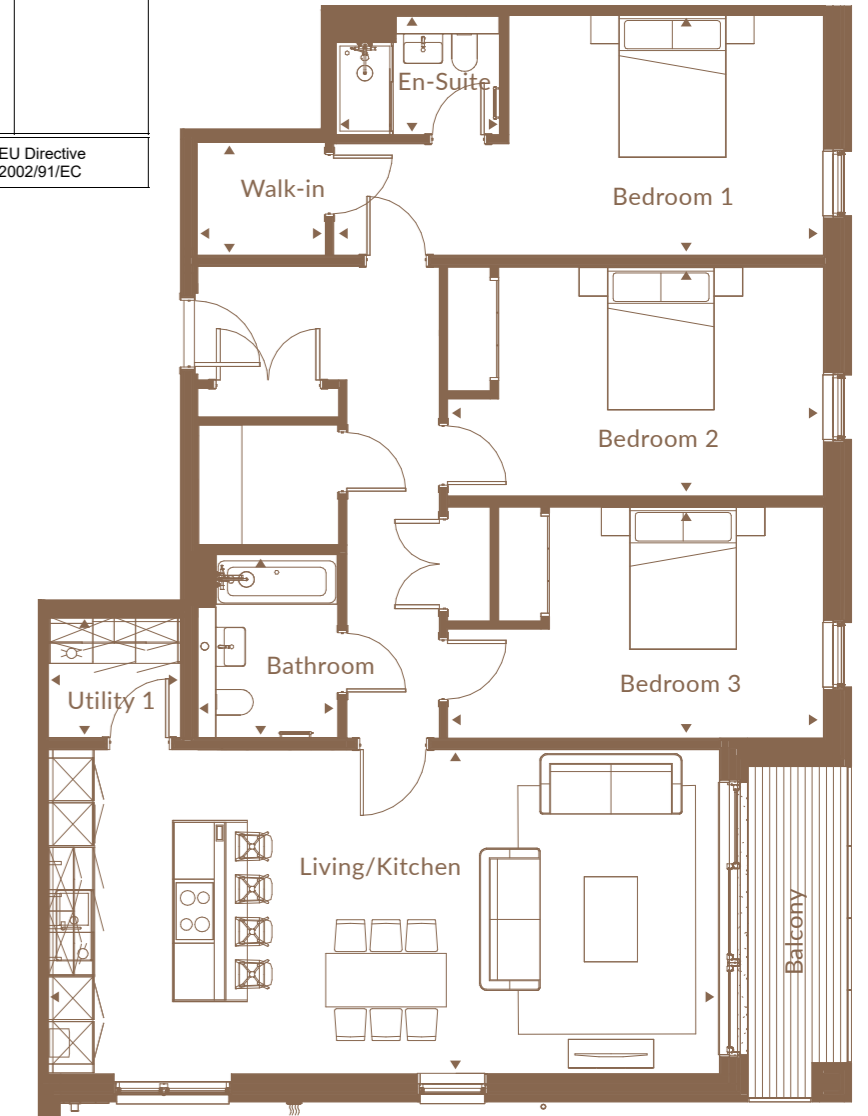 EU Directive
2002/91/EC
En-Suite
Walk-in
Bedroom 1
Bedroom 2
Bathroom
Bedroom 3
Utility 1
Living/Kitchen
Balcony